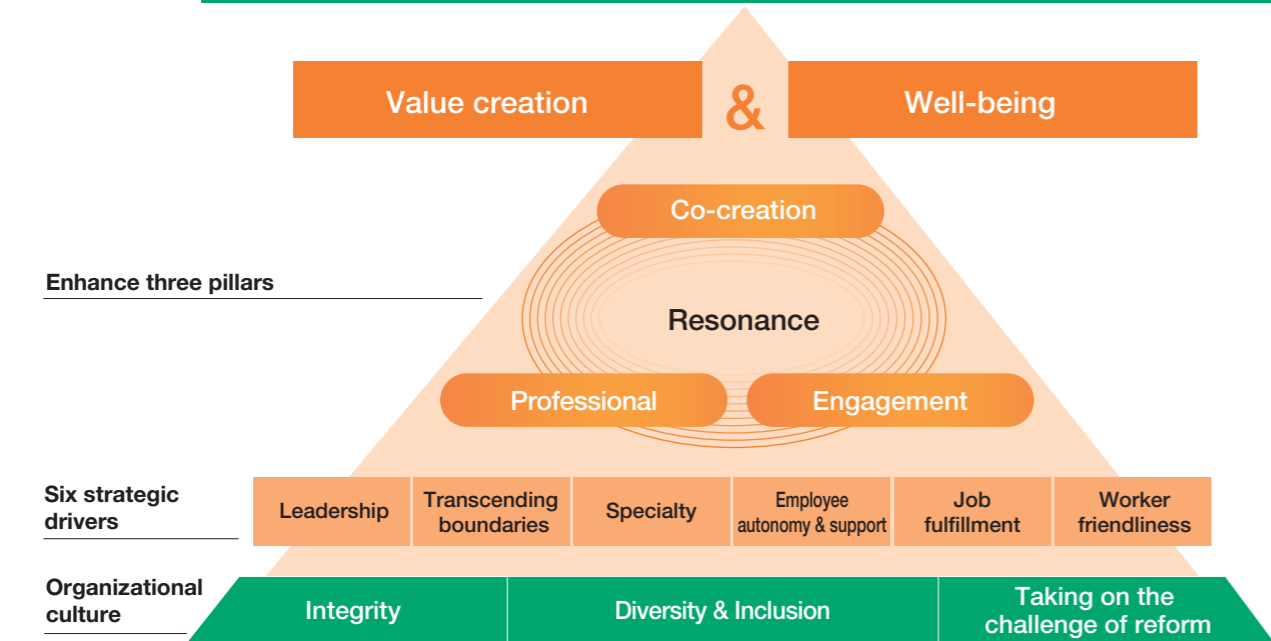 Value creation
&
Well-being
Co-creation
Enhance three pillars
Resonance
Professional
Engagement
Six strategic
drivers
Leadership
Transcending
boundaries
Specialty
Employee
autonomy & support
Job
fulfillment
Worker
friendliness
Organizational
culture
Integrity
Diversity & Inclusion
Taking on the
challenge of reform